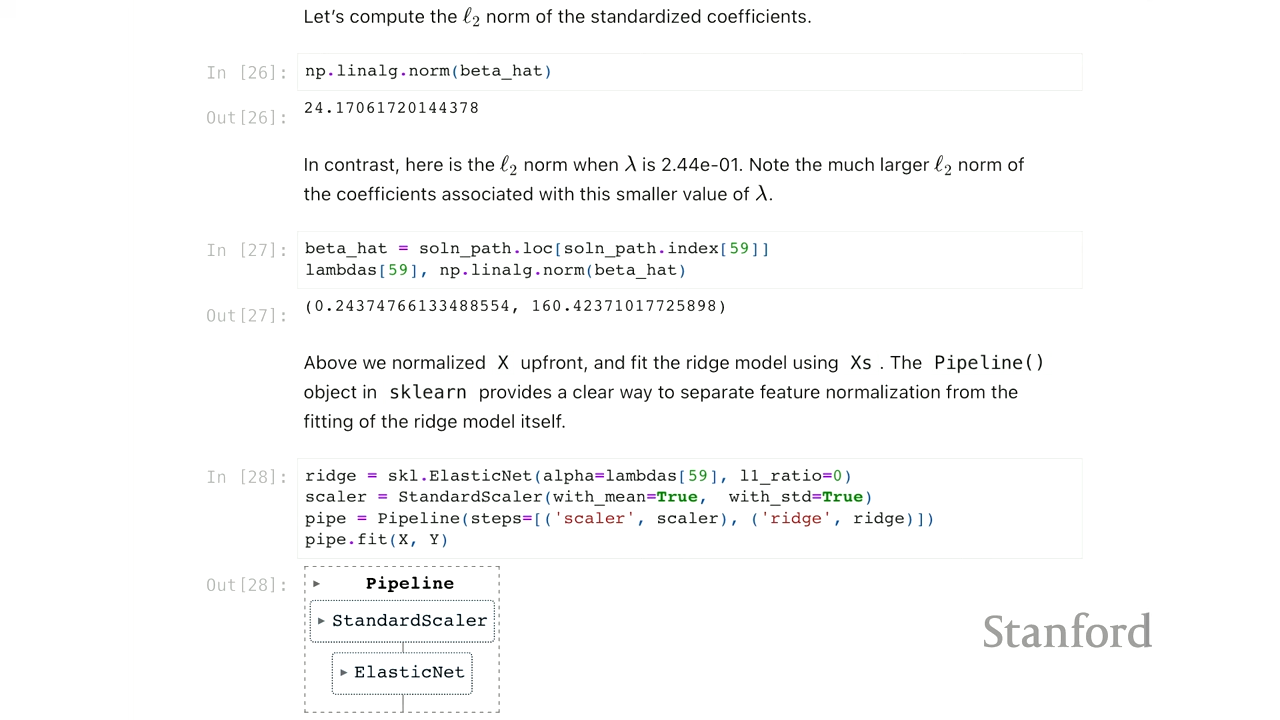 Let's compute the ℓ2 norm of the standardized coefficients.
In [26]: np.linalg.norm(beta_hat)
Out[26]: 24.17061720144378
In contrast, here is the ℓ2 norm when λ is 2.44e-01. Note the much larger ℓ2 norm of
the coefficients associated with this smaller value of λ.
In [27]: beta_hat = soln_path.loc[soln_path.index[59]]
lambdas[59], np.linalg.norm(beta_hat)
Out[27]: (0.24374766133488554, 160.42371017725898)
Above we normalized X upfront, and fit the ridge model using Xs . The Pipeline()
object in sklearn provides a clear way to separate feature normalization from the
fitting of the ridge model itself.
In [28]: ridge = skl.ElasticNet(alpha=lambdas[59], l1_ratio=0)
scaler = StandardScaler(with_mean=True,  with_std=True)
pipe = Pipeline(steps=[('scaler', scaler), ('ridge', ridge)])
pipe.fit(X, Y)
Out[28]: ▸ Pipeline
▸ StandardScaler
▸ ElasticNet
Stanford